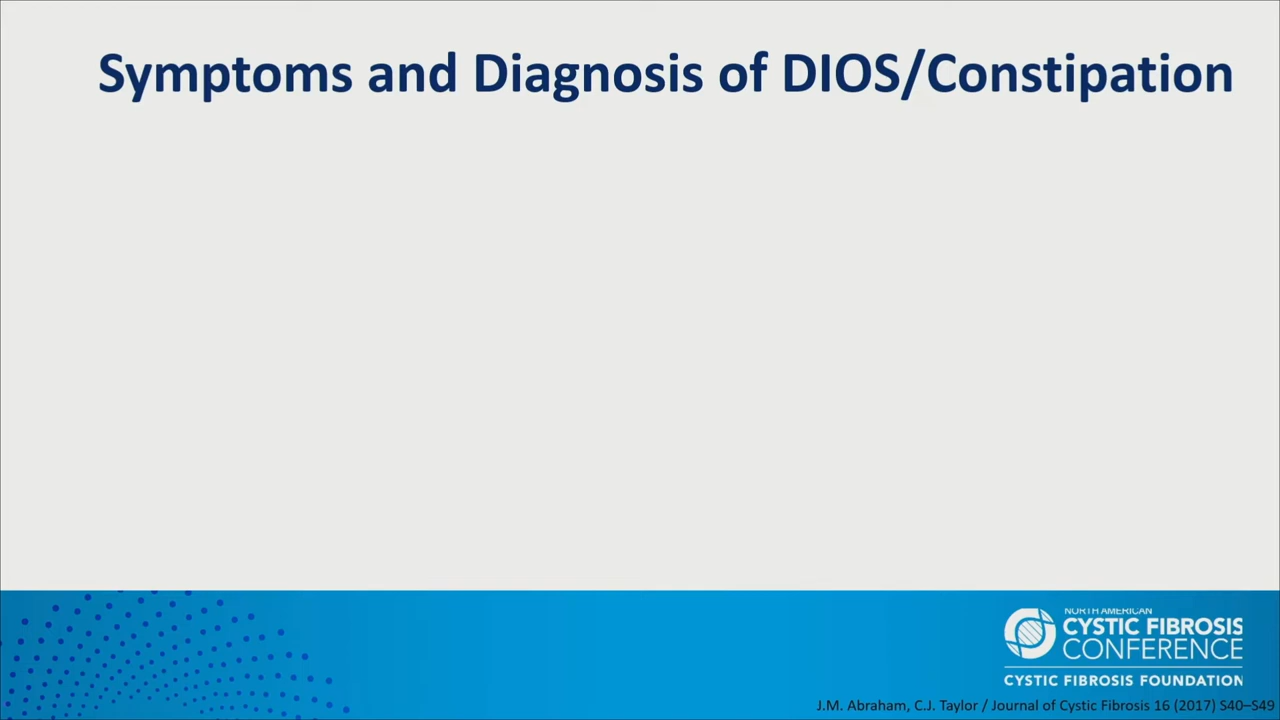 Symptoms and Diagnosis of DIOS/Constipation
NORTH AMERICAN
CYSTIC FIBROSIS
CONFERENCE
CYSTIC FIBROSIS FOUNDATION
J.M. Abraham, C.J. Taylor / Journal of Cystic Fibrosis 16 (2017) S40–S49